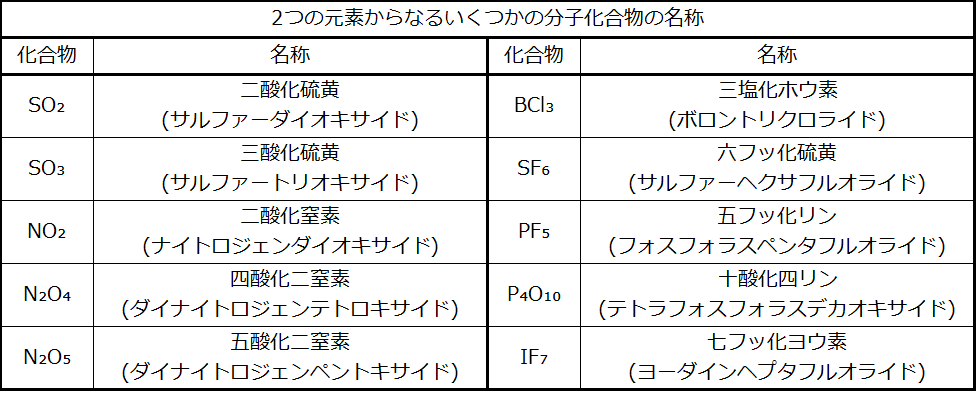 2つの元素からなるいくつかの分子化合物の名称
化合物 名称 化合物 名称
SO₂ 二酸化硫黄 (サルファーダイオキサイド) BCl₃ 三塩化ホウ素 (ボロントリクロライド)
SO₃ 三酸化硫黄 (サルファートリオキサイド) SF₆ 六フッ化硫黄 (サルファーヘクサフルオライド)
NO₂ 二酸化窒素 (ナイトロジェンダイオキサイド) PF₅ 五フッ化リン (フォスフォラスペンタフルオライド)
N₂O₄ 四酸化二窒素 (ダイナイトロジェンテトロキサイド) P₄O₁₀ 十酸化四リン (テトラフォスフォラスデカオキサイド)
N₂O₅ 五酸化二窒素 (ダイナイトロジェンペントキサイド) IF₇ 七フッ化ヨウ素 (ヨーダインヘプタフルオライド)